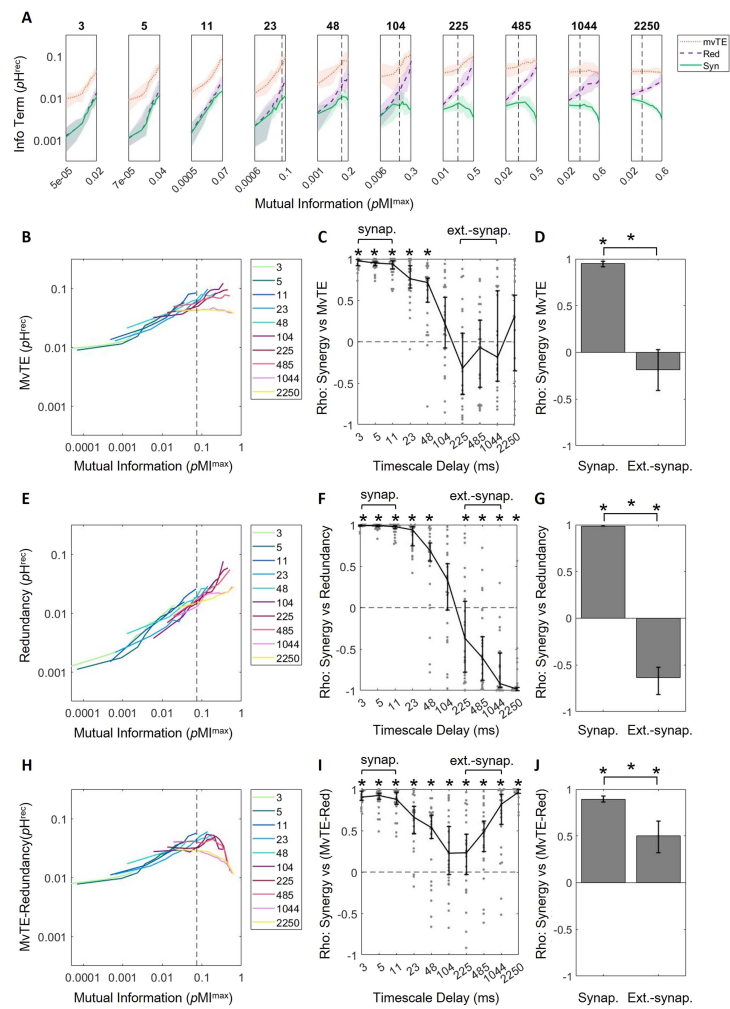 A
3 5 11 23 48 104 225 485 1044 2250
mvTE
Red
Syn
Info Term (pHrec)
0.1
0.01
0.001
5e-05 0.02 7e-05 0.04 0.0005 0.07 0.0006 0.1 0.001 0.2 0.006 0.3 0.02 0.5 0.02 0.5 0.02 0.6 0.02 0.6
Mutual Information (pMImax)
B
MvTE (pHrec)
0.1
0.01
0.001
0.0001 0.001 0.01 0.1 1
Mutual Information (pMImax)
3
5
11
23
48
104
225
485
1044
2250
C
synap. ext.-synap.
* * * * *
Rho: Synergy vs MvTE
1
0.5
0
-0.5
-1
3 5 11 23 48 104 225 485 1044 2250
Timescale Delay (ms)
D
* *
Rho: Synergy vs MvTE
1
0.5
0
-0.5
-1
Synap. Ext.-synap.
E
Redundancy (pHrec)
0.1
0.01
0.001
0.0001 0.001 0.01 0.1 1
Mutual Information (pMImax)
3
5
11
23
48
104
225
485
1044
2250
F
synap. ext.-synap.
* * * * * * * * *
Rho: Synergy vs Redundancy
1
0.5
0
-0.5
-1
3 5 11 23 48 104 225 485 1044 2250
Timescale Delay (ms)
G
* * *
Rho: Synergy vs Redundancy
1
0.5
0
-0.5
-1
Synap. Ext.-synap.
H
MvTE-Redundancy(pHrec)
0.1
0.01
0.001
0.0001 0.001 0.01 0.1 1
Mutual Information (pMImax)
3
5
11
23
48
104
225
485
1044
2250
I
synap. ext.-synap.
* * * * * * * * * *
Rho: Synergy vs (MvTE-Red)
1
0.5
0
-0.5
-1
3 5 11 23 48 104 225 485 1044 2250
Timescale Delay (ms)
J
* * *
Rho: Synergy vs (MvTE-Red)
1
0.5
0
-0.5
-1
Synap. Ext.-synap.